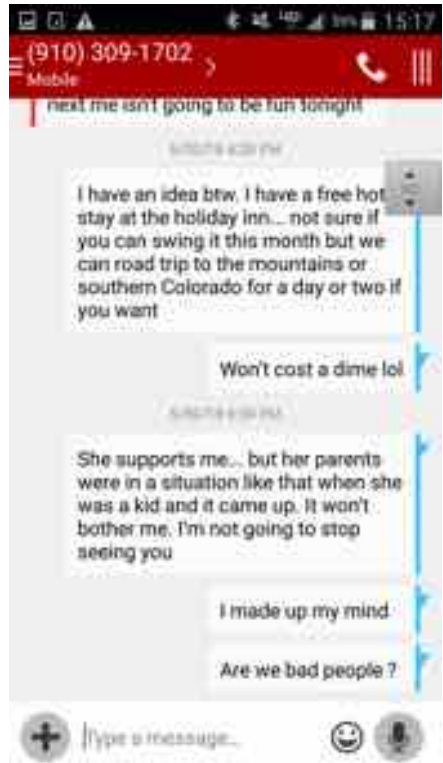 15:17
(910) 309-1702
Mobile
next me isn't going to be fun tonight
I have an idea btw. I have a free hot
stay at the holiday inn... not sure if
you can swing it this month but we
can road trip to the mountains or
southern Colorado for a day or two if
you want
Won't cost a dime lol
She supports me... but her parents
were in a situation like that when she
was a kid and it came up. It won't
bother me. I'm not going to stop
seeing you
I made up my mind
Are we bad people ?
Type a message...